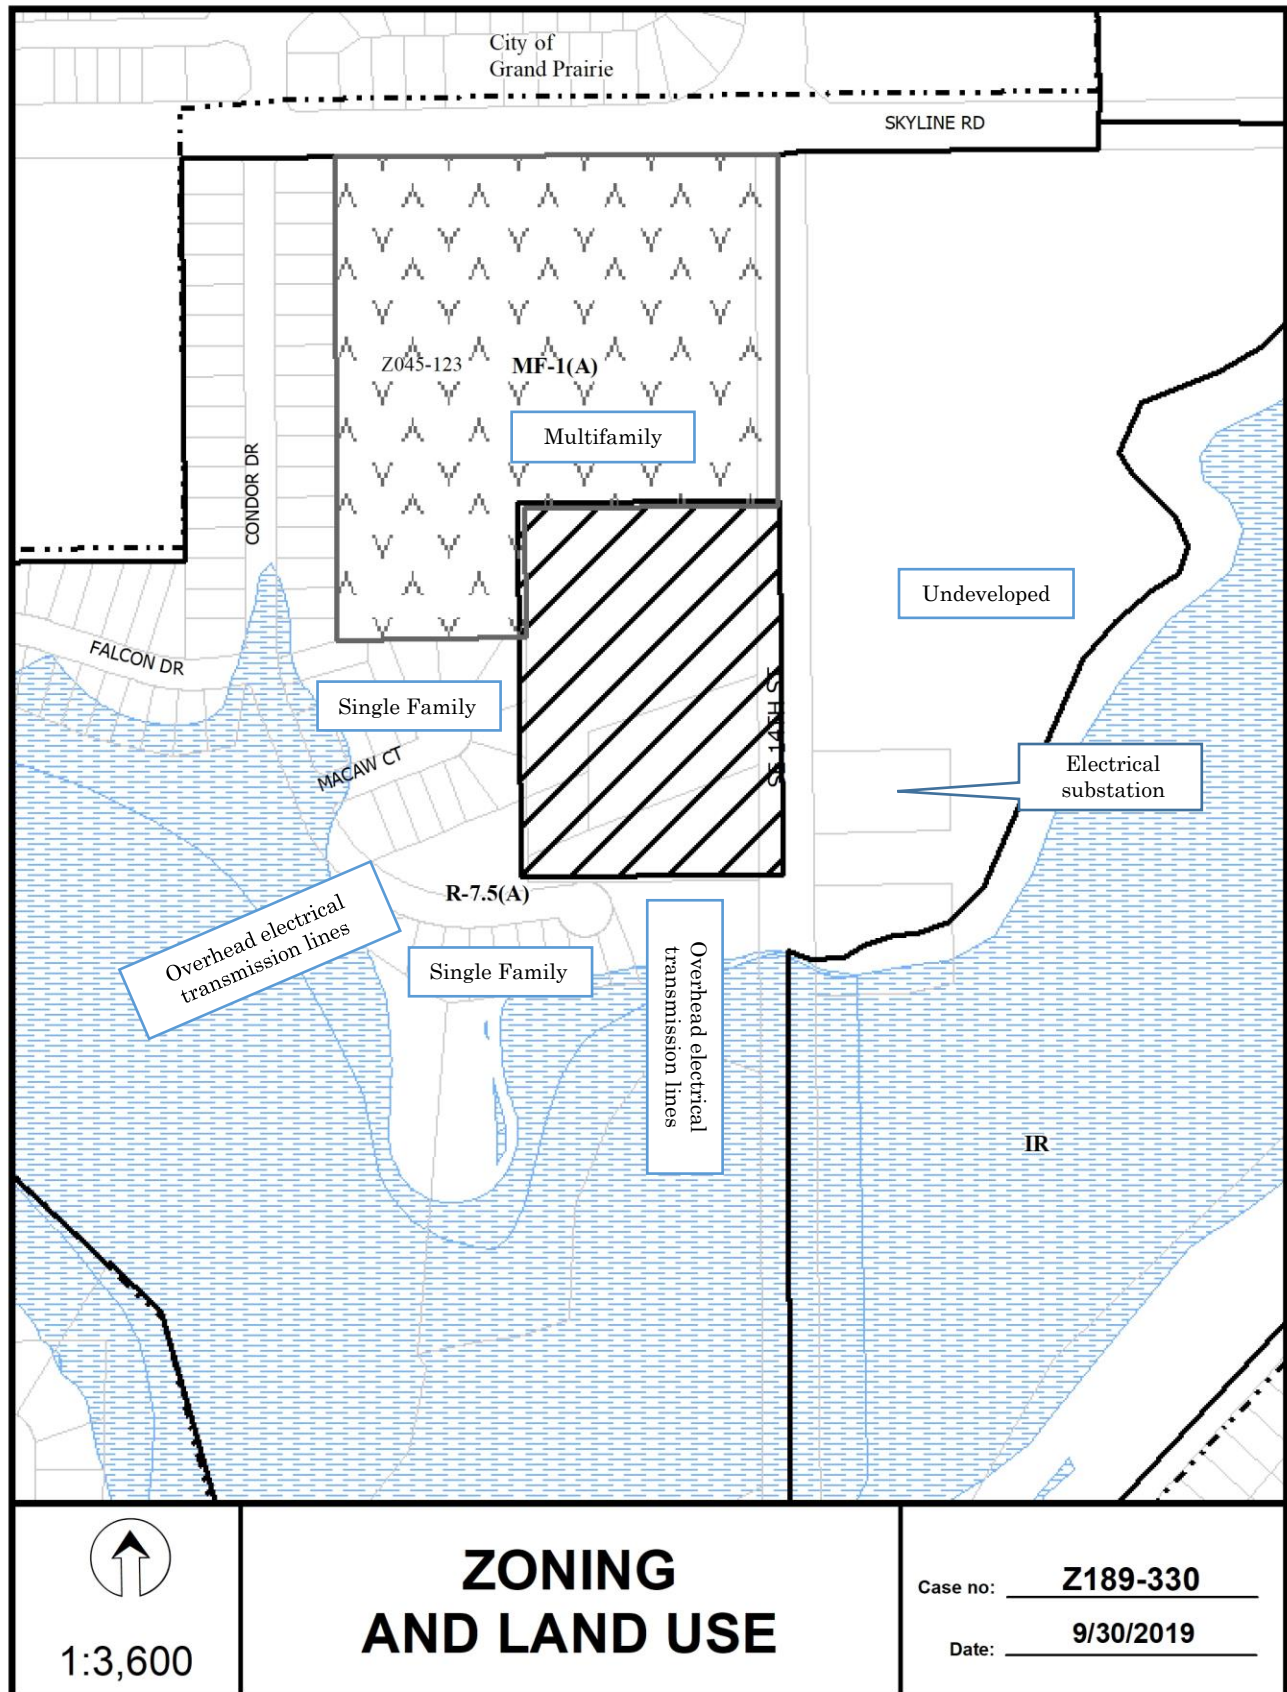 City of
Grand Prairie
SKYLINE RD
Z045-123
MF-1(A)
Multifamily
CONDOR DR
Undeveloped
FALCON DR
Single Family
SE 14TH ST
MACAW CT
Electrical
substation
R-7.5(A)
Overhead electrical
transmission lines
Single Family
Overhead electrical
transmission lines
IR
1:3,600
ZONING
AND LAND USE
Case no: Z189-330
Date: 9/30/2019